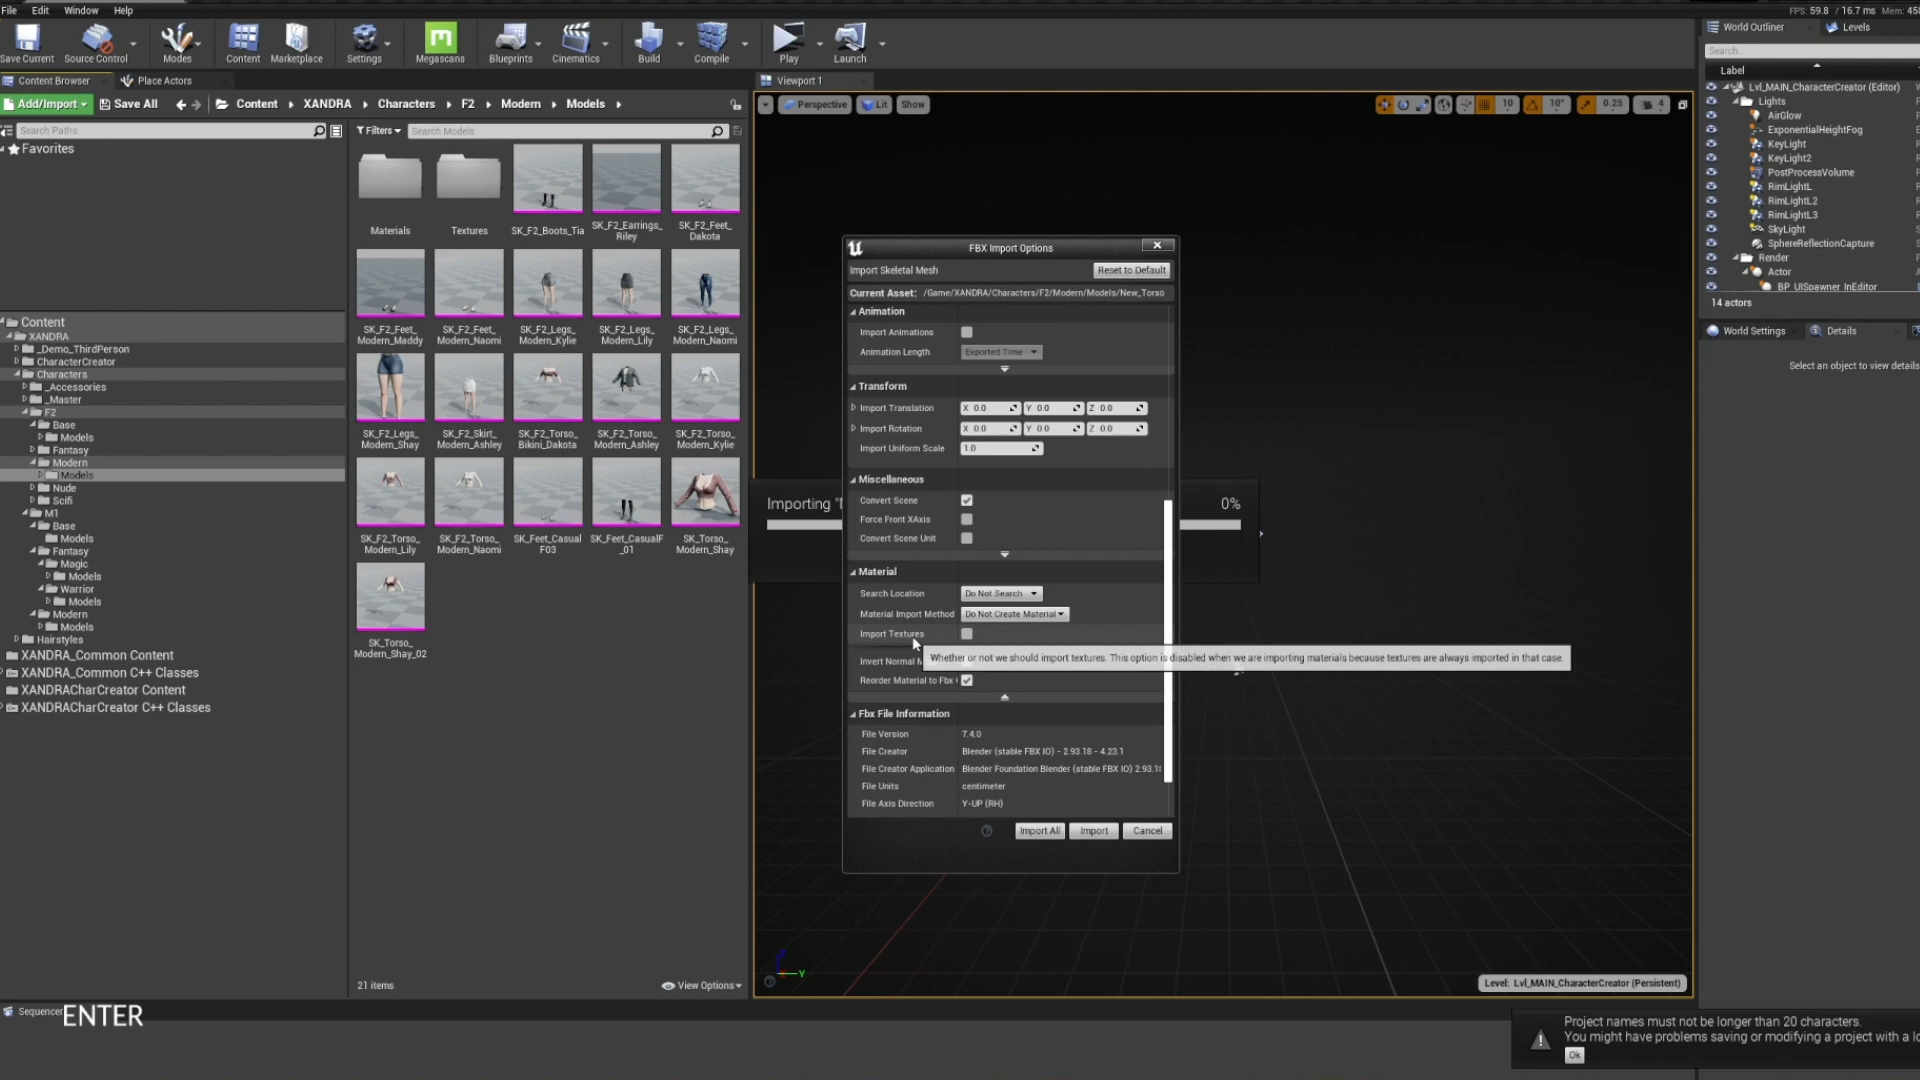 File Edit Window Help
FPS: 59.8 / 16.7 ms Mem: 45
Save Current Source Control Modes Content Marketplace Settings Megascans Blueprints Cinematics Build Compile Play Launch
World Outliner Levels
Content Browser Place Actors
Viewport 1
Search...
Add/Import Save All Content XANDRA Characters F2 Modern Models
Perspective Lit Show
10 10° 0.25 4
Label
Search Paths
Filters Search Models
Favorites
Lvl_MAIN_CharacterCreator (Editor)
Lights
AirGlow
ExponentialHeightFog
KeyLight
KeyLight2
PostProcessVolume
RimLightL
RimLightL2
RimLightL3
SkyLight
SphereReflectionCapture
Render
Actor
BP_UISpawner_InEditor
14 actors
World Settings Details
Select an object to view details
Materials Textures SK_F2_Boots_Tia SK_F2_Earrings_
Riley SK_F2_Feet_
Dakota
SK_F2_Feet_
Modern_Maddy SK_F2_Feet_
Modern_Naomi SK_F2_Legs_
Modern_Kylie SK_F2_Legs_
Modern_Lily SK_F2_Legs_
Modern_Naomi
SK_F2_Legs_
Modern_Shay SK_F2_Skirt_
Modern_Ashley SK_F2_Torso_
Bikini_Dakota SK_F2_Torso_
Modern_Ashley SK_F2_Torso_
Modern_Kylie
SK_F2_Torso_
Modern_Lily SK_F2_Torso_
Modern_Naomi SK_Feet_Casual
F03 SK_Feet_CasualF
_01 SK_Torso_
Modern_Shay
SK_Torso_
Modern_Shay_02
21 items
View Options
Content
XANDRA
_Demo_ThirdPerson
CharacterCreator
Characters
_Accessories
_Master
F2
Base
Models
Fantasy
Modern
Models
Nude
Scifi
M1
Base
Models
Fantasy
Magic
Models
Warrior
Models
Modern
Models
Hairstyles
XANDRA_Common Content
XANDRA_Common C++ Classes
XANDRACharCreator Content
XANDRACharCreator C++ Classes
FBX Import Options
Import Skeletal Mesh Reset to Default
Current Asset: /Game/XANDRA/Characters/F2/Modern/Models/New_Torso
Animation
Import Animations
Animation Length Exported Time
Transform
Import Translation X 0.0 Y 0.0 Z 0.0
Import Rotation X 0.0 Y 0.0 Z 0.0
Import Uniform Scale 1.0
Miscellaneous
Convert Scene
Force Front XAxis
Convert Scene Unit
Importing "
0%
Material
Search Location Do Not Search
Material Import Method Do Not Create Material
Import Textures
Whether or not we should import textures. This option is disabled when we are importing materials because textures are always imported in that case.
Invert Normal M
Reorder Material to Fbx
Fbx File Information
File Version 7.4.0
File Creator Blender (stable FBX IO) - 2.93.18 - 4.23.1
File Creator Application Blender Foundation Blender (stable FBX IO) 2.93.18
File Units centimeter
File Axis Direction Y-UP (RH)
Import All Import Cancel
Y
Level: Lvl_MAIN_CharacterCreator (Persistent)
Sequencer
ENTER
Project names must not be longer than 20 characters.
You might have problems saving or modifying a project with a lo
Ok